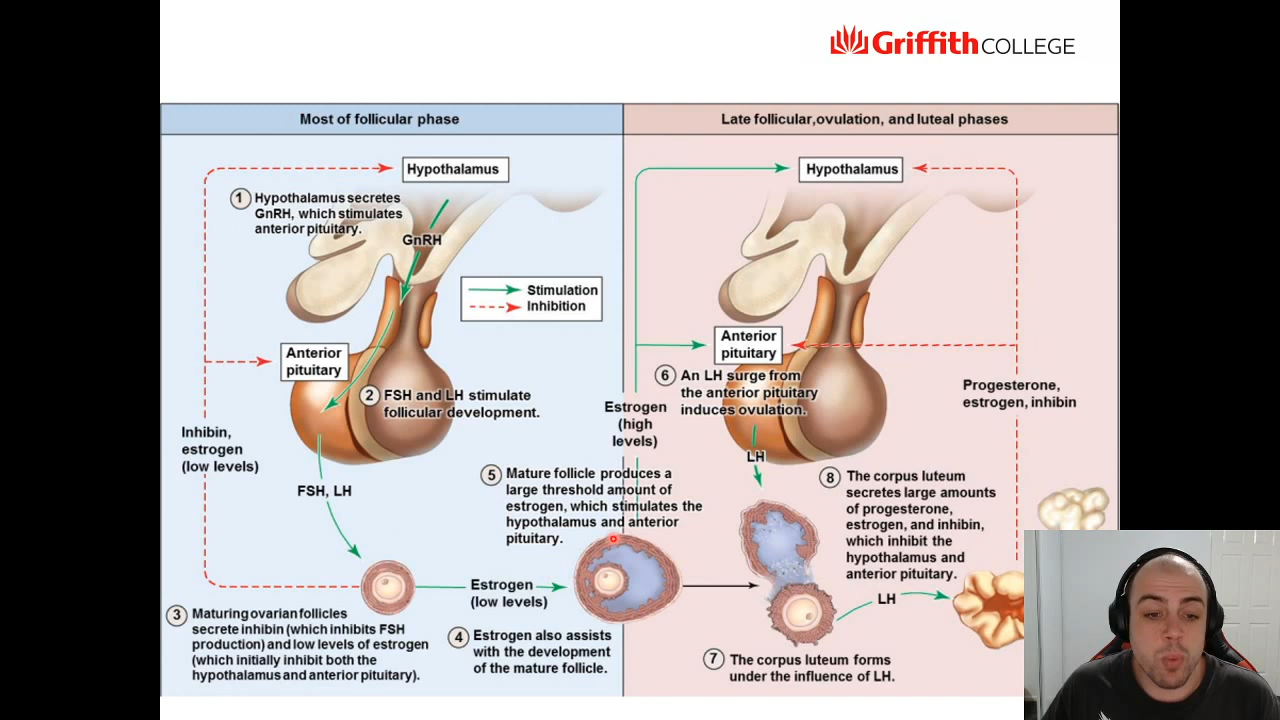 Griffith COLLEGE
Most of follicular phase
Late follicular,ovulation, and luteal phases
Hypothalamus
1 Hypothalamus secretes
GnRH, which stimulates
anterior pituitary.
GnRH
Stimulation
Inhibition
Anterior
pituitary
2 FSH and LH stimulate
follicular development.
Inhibin,
estrogen
(low levels)
FSH, LH
3 Maturing ovarian follicles
secrete inhibin (which inhibits FSH
production) and low levels of estrogen
(which initially inhibit both the
hypothalamus and anterior pituitary).
Estrogen
(low levels)
4 Estrogen also assists
with the development
of the mature follicle.
5 Mature follicle produces a
large threshold amount of
estrogen, which stimulates the
hypothalamus and anterior
pituitary.
Estrogen
(high
levels)
Hypothalamus
Anterior
pituitary
6 An LH surge from
the anterior pituitary
induces ovulation.
LH
Progesterone,
estrogen, inhibin
7 The corpus luteum forms
under the influence of LH.
LH
8 The corpus luteum
secretes large amounts
of progesterone,
estrogen, and inhibin,
which inhibit the
hypothalamus and
anterior pituitary.